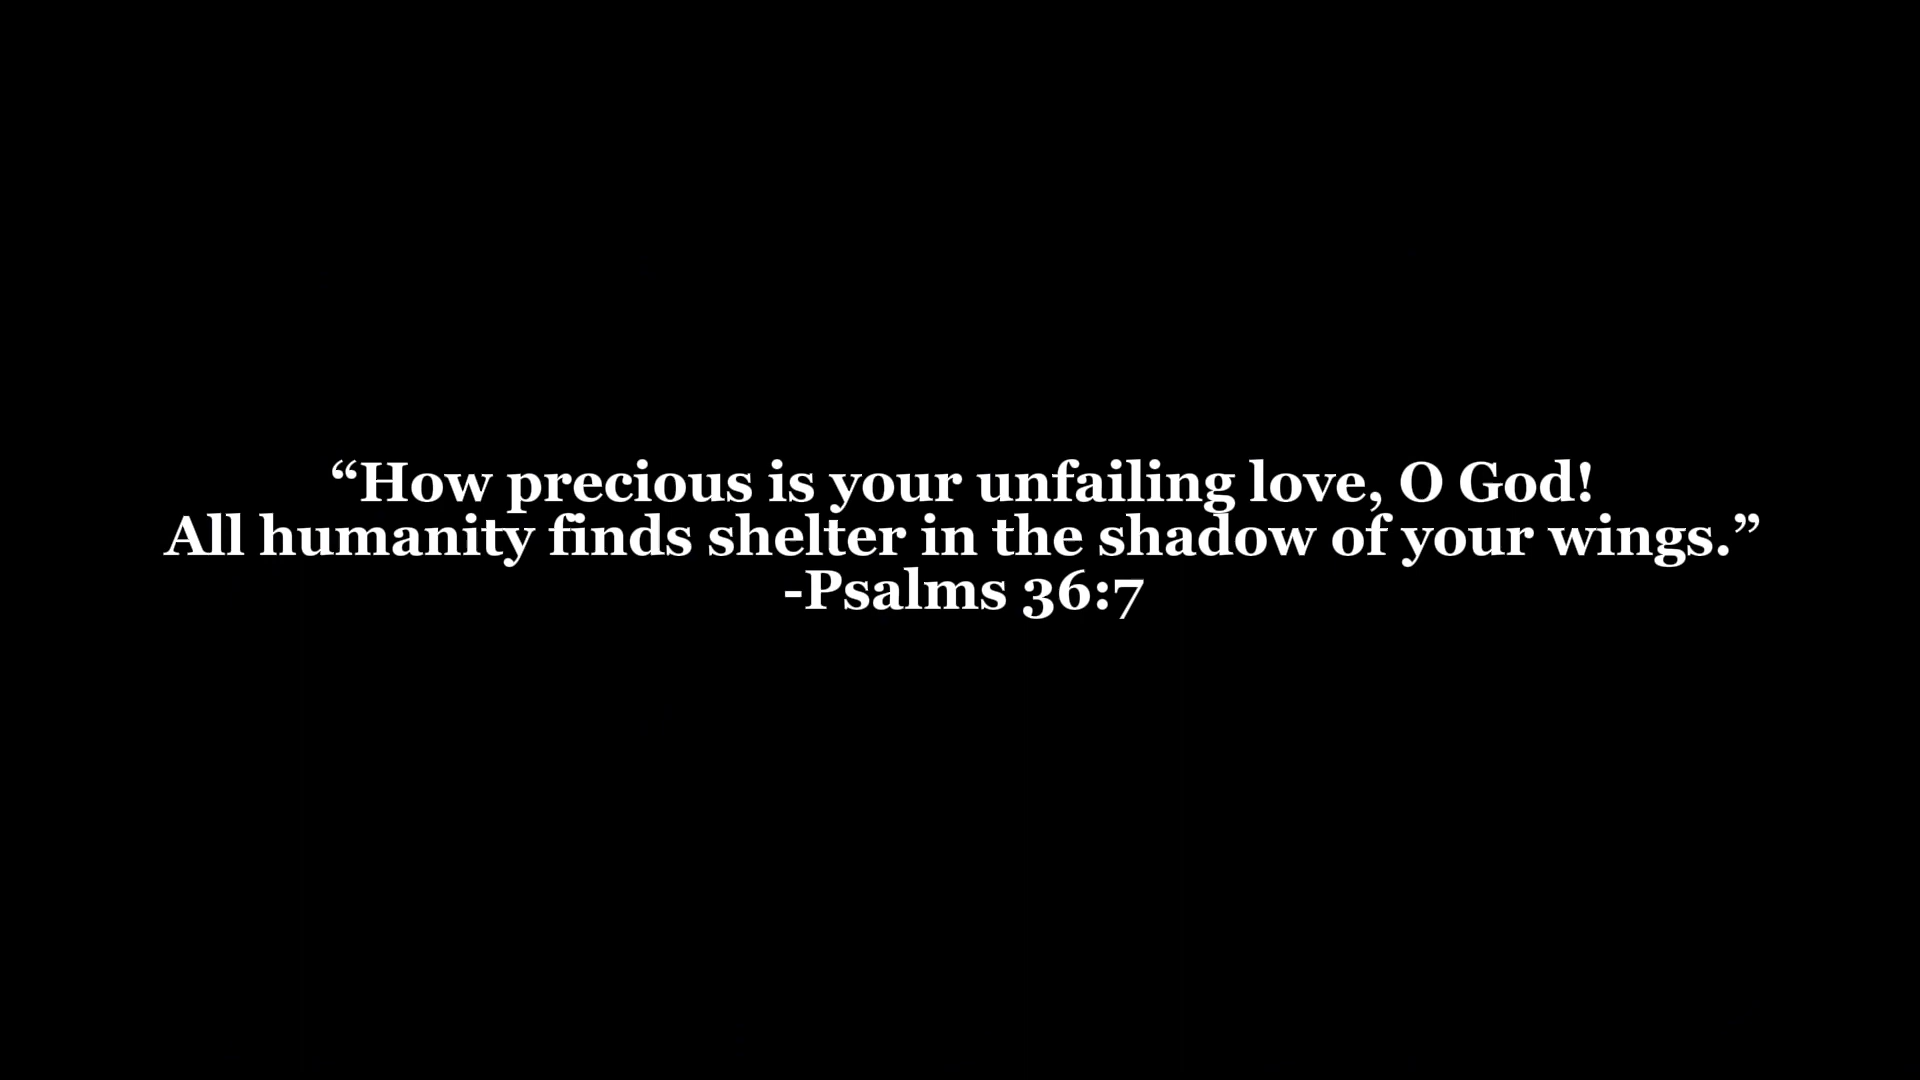 “How precious is your unfailing love, O God!
All humanity finds shelter in the shadow of your wings.”
-Psalms 36:7